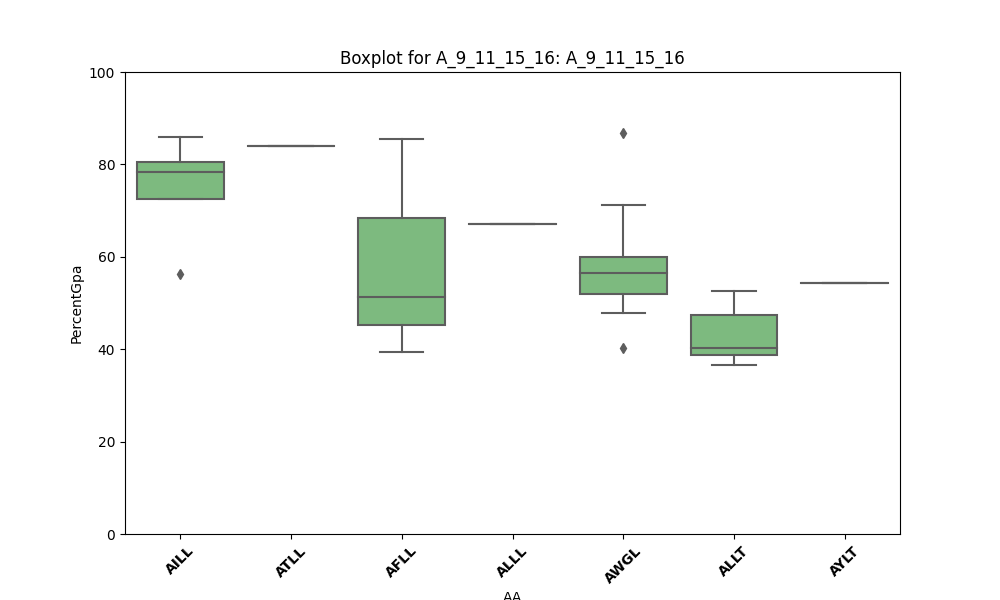 Boxplot for A_9_11_15_16: A_9_11_15_16
100
80
60
40
20
0
PercentGpa
AILL
ATLL
AFLL
ALLL
AWGL
ALLT
AYLT
AA